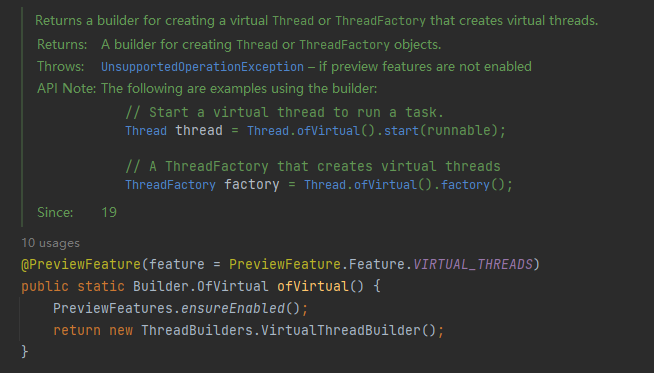 Returns a builder for creating a virtual Thread or ThreadFactory that creates virtual threads.
Returns: A builder for creating Thread or ThreadFactory objects.
Throws: UnsupportedOperationException – if preview features are not enabled
API Note: The following are examples using the builder:
// Start a virtual thread to run a task.
Thread thread = Thread.ofVirtual().start(runnable);
// A ThreadFactory that creates virtual threads
ThreadFactory factory = Thread.ofVirtual().factory();
Since: 19
10 usages
@PreviewFeature(feature = PreviewFeature.Feature.VIRTUAL_THREADS)
public static Builder.OfVirtual ofVirtual() {
PreviewFeatures.ensureEnabled();
return new ThreadBuilders.VirtualThreadBuilder();
}